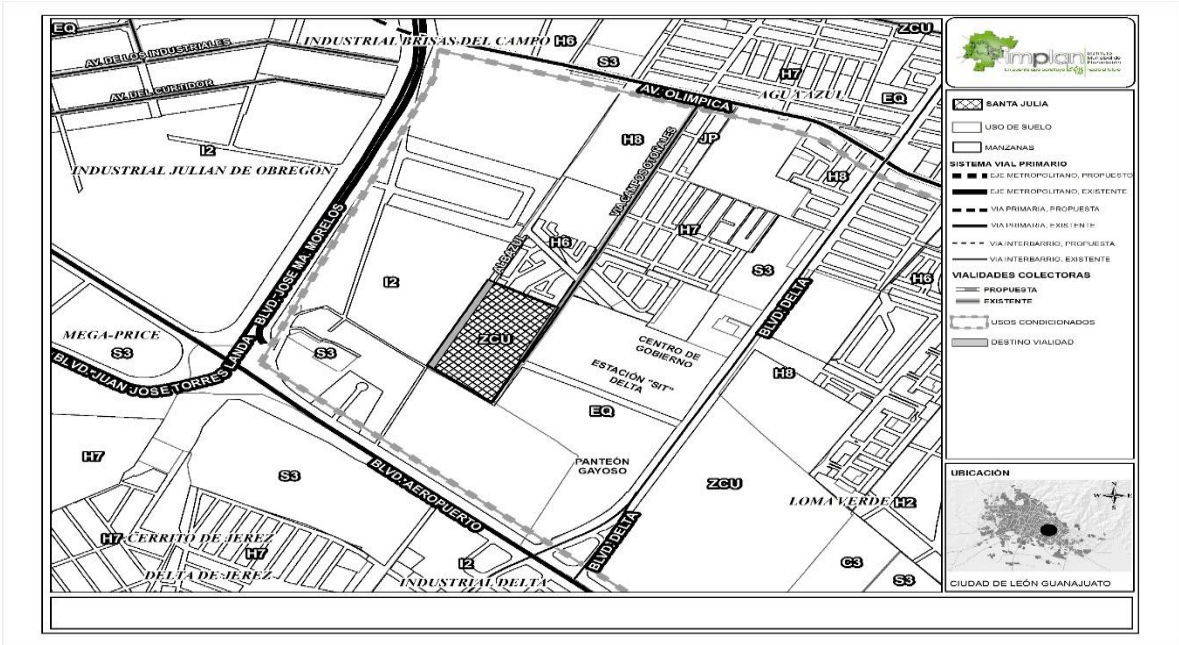 EQ
INDUSTRIAL BRISAS DEL CAMPO
H6
ZCU
AV. DE LOS INDUSTRIALES
S3
H7
AV. DEL CURTIDOR
AV. OLIMPICA
AGUA AZUL
EQ
I2
INDUSTRIAL JULIAN DE OBREGÓN
H8
JP
H8
VIA CAMPOS OTOÑALES
BLVD. JOSE MA. MORELOS
ALBAZUL
H6
H7
S3
H6
I2
BLVD. DELTA
MEGA-PRICE
S3
ZCU
S3
CENTRO DE
GOBIERNO
ESTACIÓN "SIT"
DELTA
BLVD. JUAN JOSE TORRES LANDA
H8
EQ
H7
S3
PANTEÓN
GAYOSO
ZCU
BLVD. AEROPUERTO
LOMA VERDE
H2
BLVD. DELTA
H7
CERRITO DE JEREZ
H7
I2
C3
DELTA DE JEREZ
INDUSTRIAL DELTA
S3
implan
SANTA JULIA
USO DE SUELO
MANZANAS
SISTEMA VIAL PRIMARIO
EJE METROPOLITANO, PROPUESTO
EJE METROPOLITANO, EXISTENTE
VIA PRIMARIA, PROPUESTA
VIA PRIMARIA, EXISTENTE
VIA INTERBARRIO, PROPUESTA
VIA INTERBARRIO, EXISTENTE
VIALIDADES COLECTORAS
PROPUESTA
EXISTENTE
USOS CONDICIONADOS
DESTINO VIALIDAD
UBICACIÓN
N
W
E
S
CIUDAD DE LEÓN GUANAJUATO